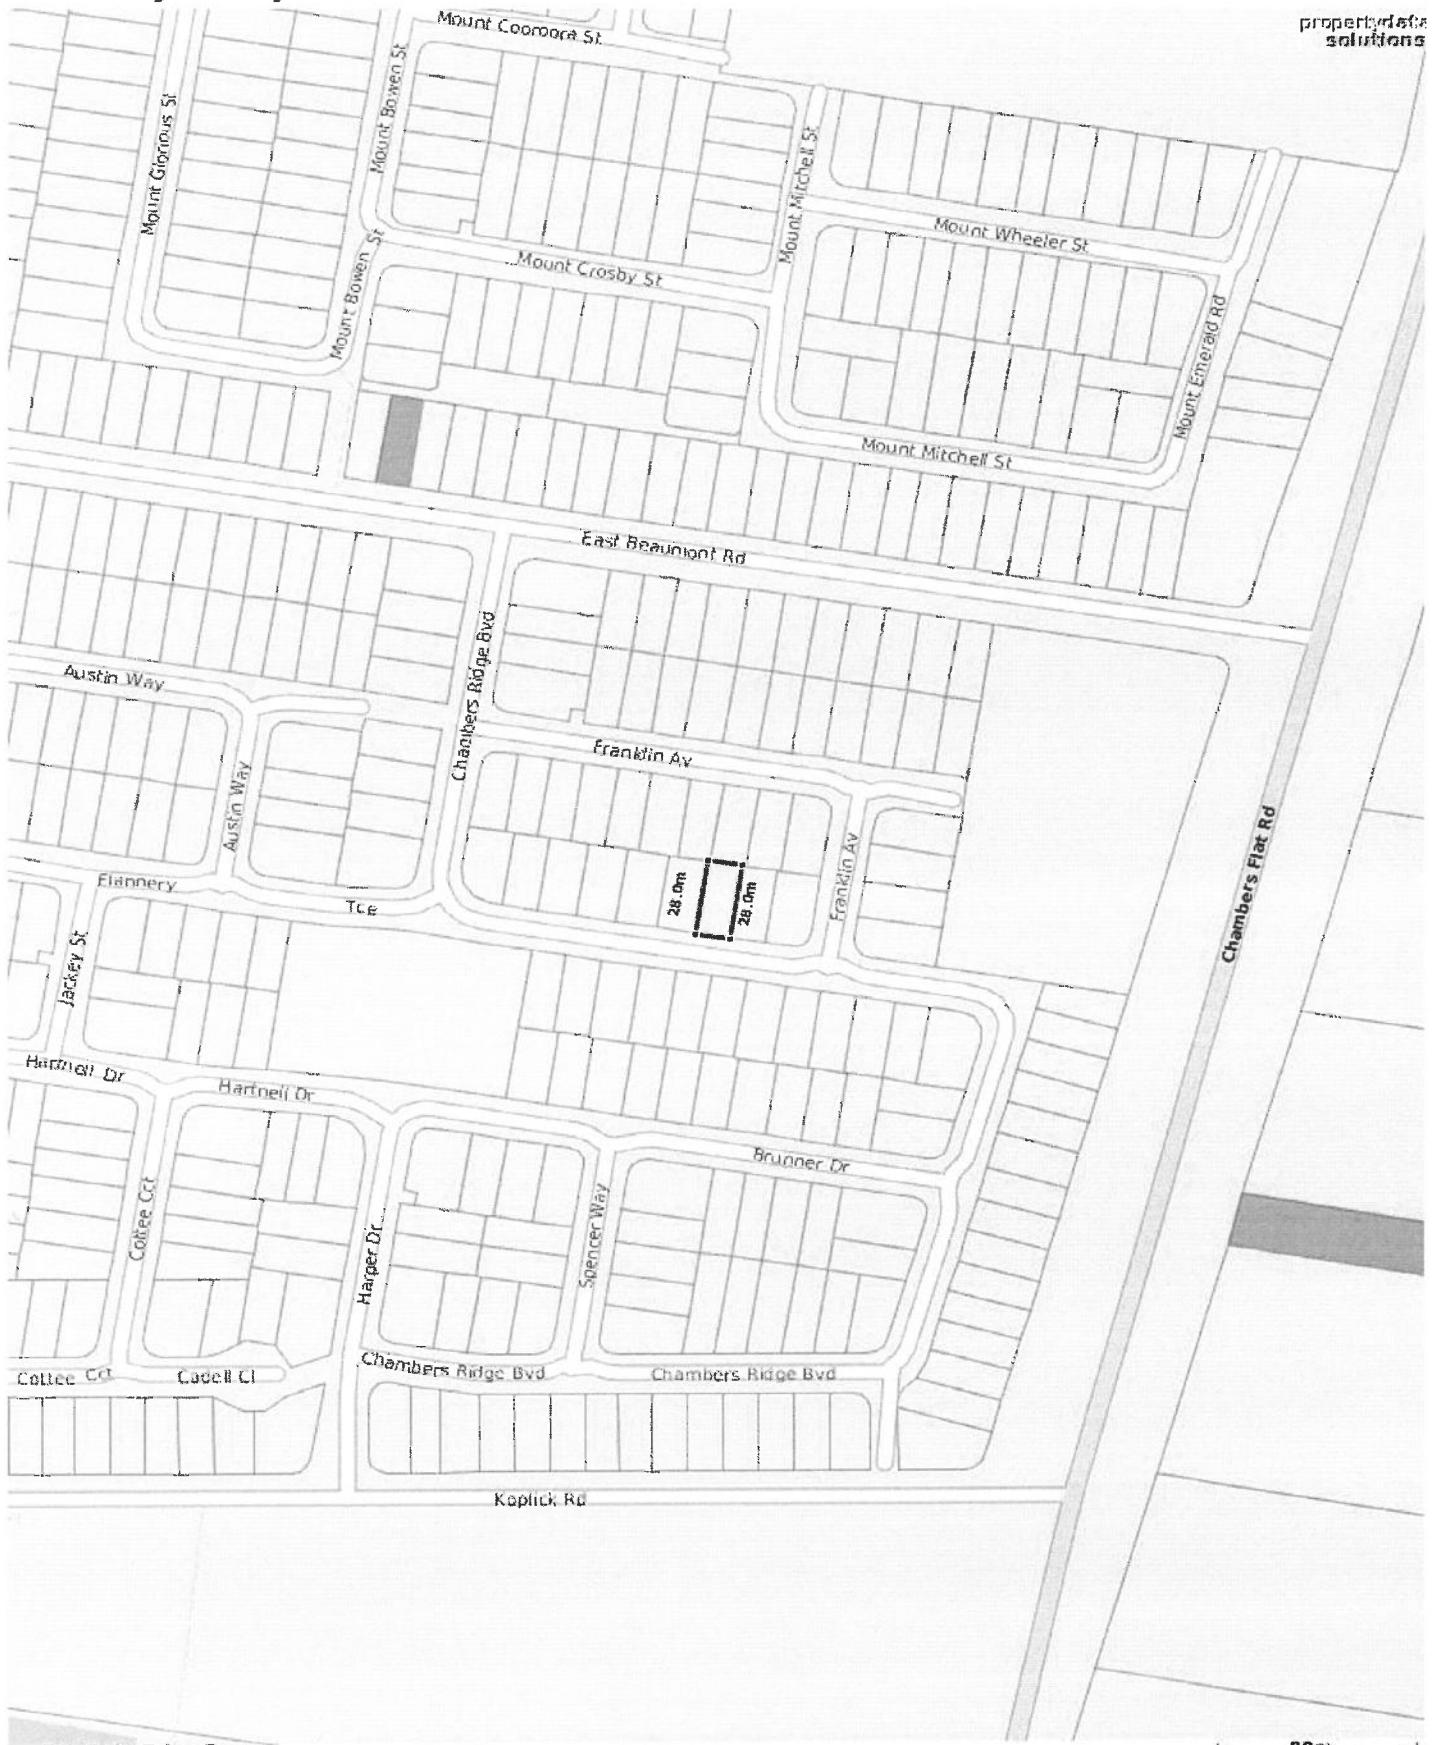 Mount Coomora St
propertydata
solutions
Mount Bowen St
Mount Glorious St
Mount Mitchell St
Mount Wheeler St
Mount Bowen St
Mount Crosby St
Mount Emerald Rd
Mount Mitchell St
East Beaumont Rd
Chambers Ridge Bvd
Austin Way
Franklin Av
Austin Way
Chambers Flat Rd
Franklin Av
28.0m
28.0m
Flannery
Tce
Jackey St
Hartnell Dr
Hartnell Dr
Brunner Dr
Cottee Cct
Spencer Way
Harper Dr
Chambers Ridge Bvd
Chambers Ridge Bvd
Cottee Cct
Cadell Cl
Koplick Rd